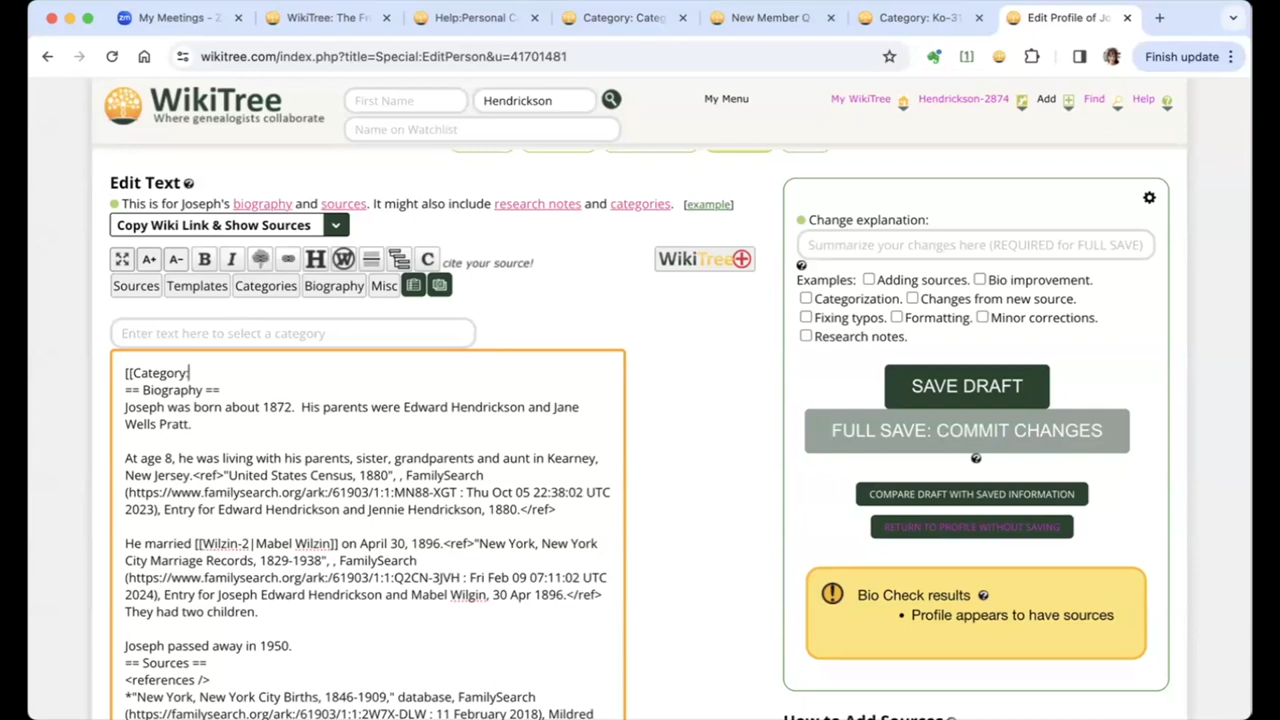 My Meetings - Z
WikiTree: The Fr
Help:Personal C
Category: Categ
New Member Q
Category: Ko-31
Edit Profile of Jo
wikitree.com/index.php?title=Special:EditPerson&u=41701481
Finish update
WikiTree
Where genealogists collaborate
First Name
Hendrickson
Name on Watchlist
My Menu
My WikiTree
Hendrickson-2874
Add
Find
Help
Edit Text
This is for Joseph's biography and sources. It might also include research notes and categories. [example]
Copy Wiki Link & Show Sources
A+ A- B I H W C cite your source!
WikiTree+
Sources Templates Categories Biography Misc
Enter text here to select a category
[[Category:
== Biography ==
Joseph was born about 1872.  His parents were Edward Hendrickson and Jane
Wells Pratt.
At age 8, he was living with his parents, sister, grandparents and aunt in Kearney,
New Jersey.<ref>"United States Census, 1880", , FamilySearch
(https://www.familysearch.org/ark:/61903/1:1:MN88-XGT : Thu Oct 05 22:38:02 UTC
2023), Entry for Edward Hendrickson and Jennie Hendrickson, 1880.</ref>
He married [[Wilzin-2|Mabel Wilzin]] on April 30, 1896.<ref>"New York, New York
City Marriage Records, 1829-1938", , FamilySearch
(https://www.familysearch.org/ark:/61903/1:1:Q2CN-3JVH : Fri Feb 09 07:11:02 UTC
2024), Entry for Joseph Edward Hendrickson and Mabel Wilgin, 30 Apr 1896.</ref>
They had two children.
Joseph passed away in 1950.
== Sources ==
<references />
*"New York, New York City Births, 1846-1909," database, FamilySearch
(https://familysearch.org/ark:/61903/1:1:2W7X-DLW : 11 February 2018), Mildred
Change explanation:
Summarize your changes here (REQUIRED for FULL SAVE)
Examples: Adding sources. Bio improvement.
Categorization. Changes from new source.
Fixing typos. Formatting. Minor corrections.
Research notes.
SAVE DRAFT
FULL SAVE: COMMIT CHANGES
COMPARE DRAFT WITH SAVED INFORMATION
RETURN TO PROFILE WITHOUT SAVING
Bio Check results
Profile appears to have sources
How to Add Sources